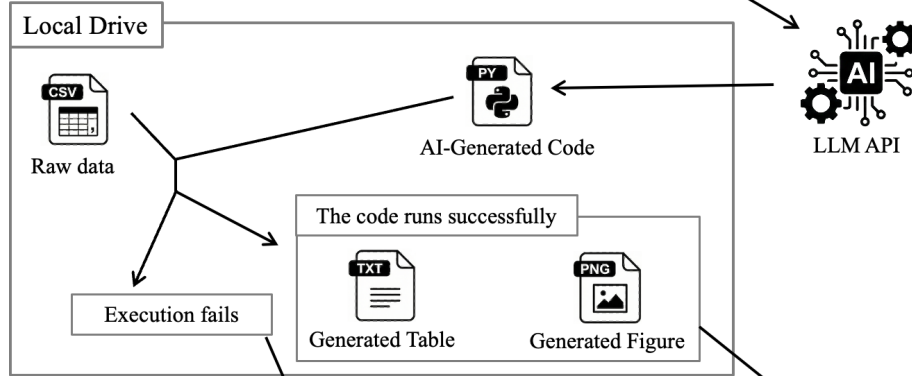 Local Drive
CSV
Raw data
PY
AI-Generated Code
AI
LLM API
The code runs successfully
TXT
Generated Table
PNG
Generated Figure
Execution fails